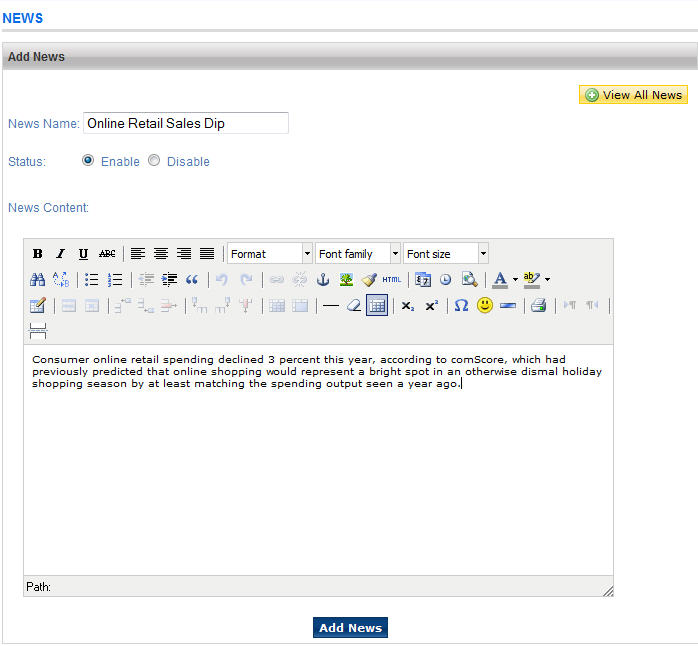 NEWS
Add News
View All News
News Name: Online Retail Sales Dip
Status: Enable Disable
News Content:
B I U ABC Format Font family Font size
HTML A ab
x₂ x² Ω
Consumer online retail spending declined 3 percent this year, according to comScore, which had
previously predicted that online shopping would represent a bright spot in an otherwise dismal holiday
shopping season by at least matching the spending output seen a year ago.
Path:
Add News